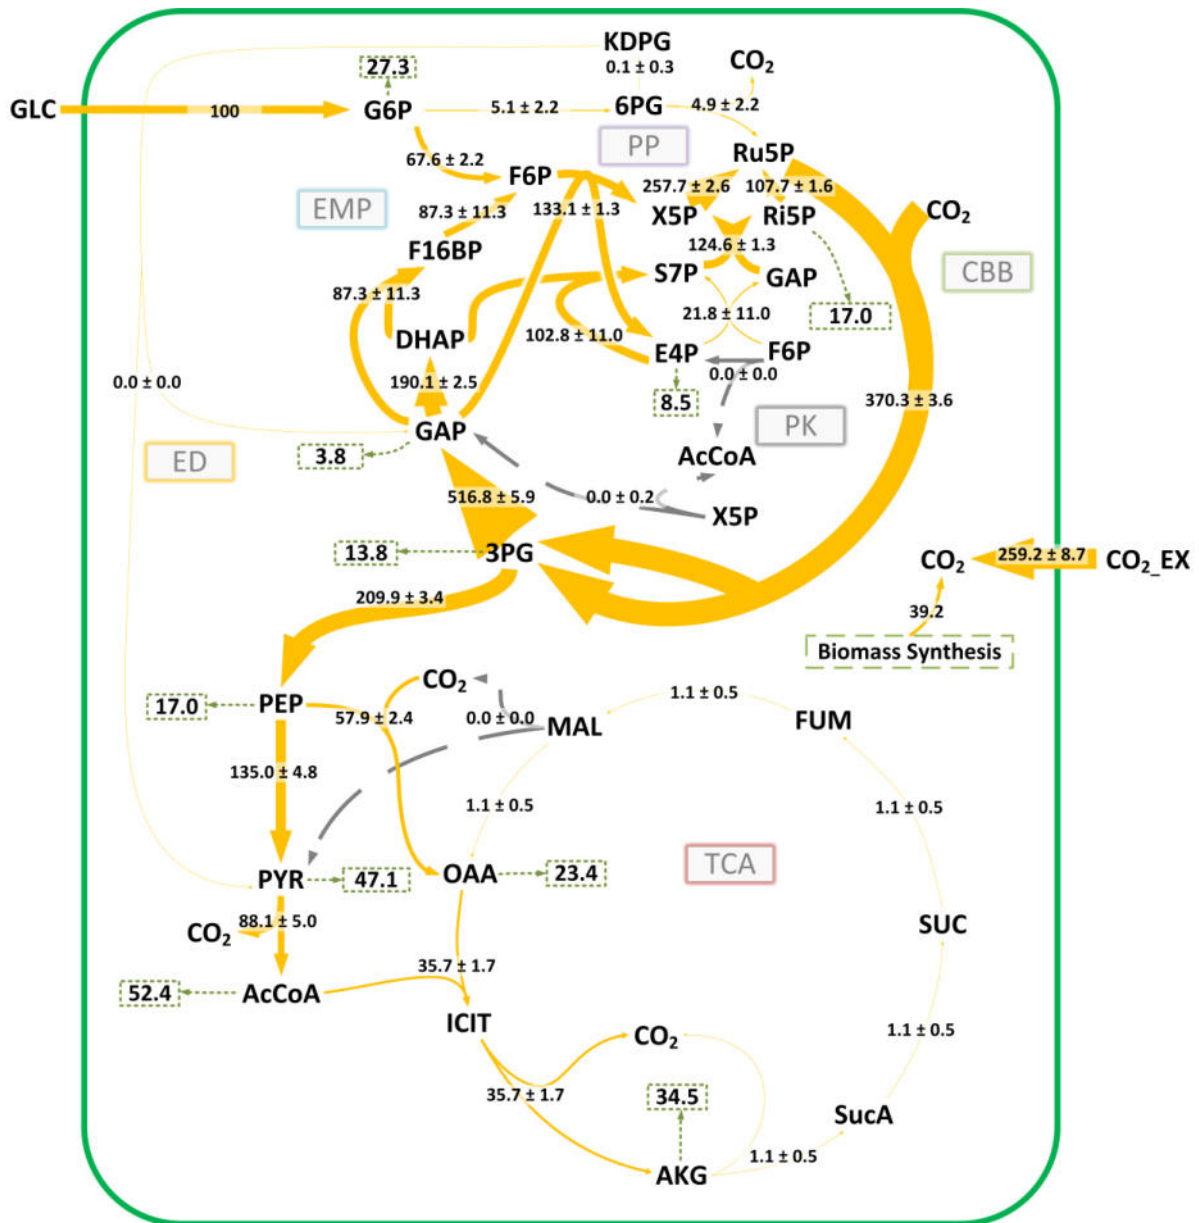 KDPG
0.1 ± 0.3
CO2
27.3
GLC
100
G6P
5.1 ± 2.2
6PG
4.9 ± 2.2
PP
Ru5P
67.6 ± 2.2
F6P
257.7 ± 2.6
107.7 ± 1.6
EMP
87.3 ± 11.3
133.1 ± 1.3
X5P
Ri5P
CO2
F16BP
124.6 ± 1.3
CBB
S7P
GAP
87.3 ± 11.3
21.8 ± 11.0
17.0
DHAP
102.8 ± 11.0
E4P
F6P
0.0 ± 0.0
190.1 ± 2.5
0.0 ± 0.0
8.5
370.3 ± 3.6
GAP
PK
3.8
ED
AcCoA
516.8 ± 5.9
0.0 ± 0.2
X5P
13.8
3PG
CO2
259.2 ± 8.7
CO2_EX
209.9 ± 3.4
39.2
Biomass Synthesis
CO2
1.1 ± 0.5
17.0
PEP
57.9 ± 2.4
0.0 ± 0.0
MAL
FUM
135.0 ± 4.8
1.1 ± 0.5
1.1 ± 0.5
PYR
47.1
OAA
23.4
TCA
88.1 ± 5.0
CO2
SUC
35.7 ± 1.7
52.4
AcCoA
ICIT
CO2
1.1 ± 0.5
35.7 ± 1.7
34.5
SucA
1.1 ± 0.5
AKG